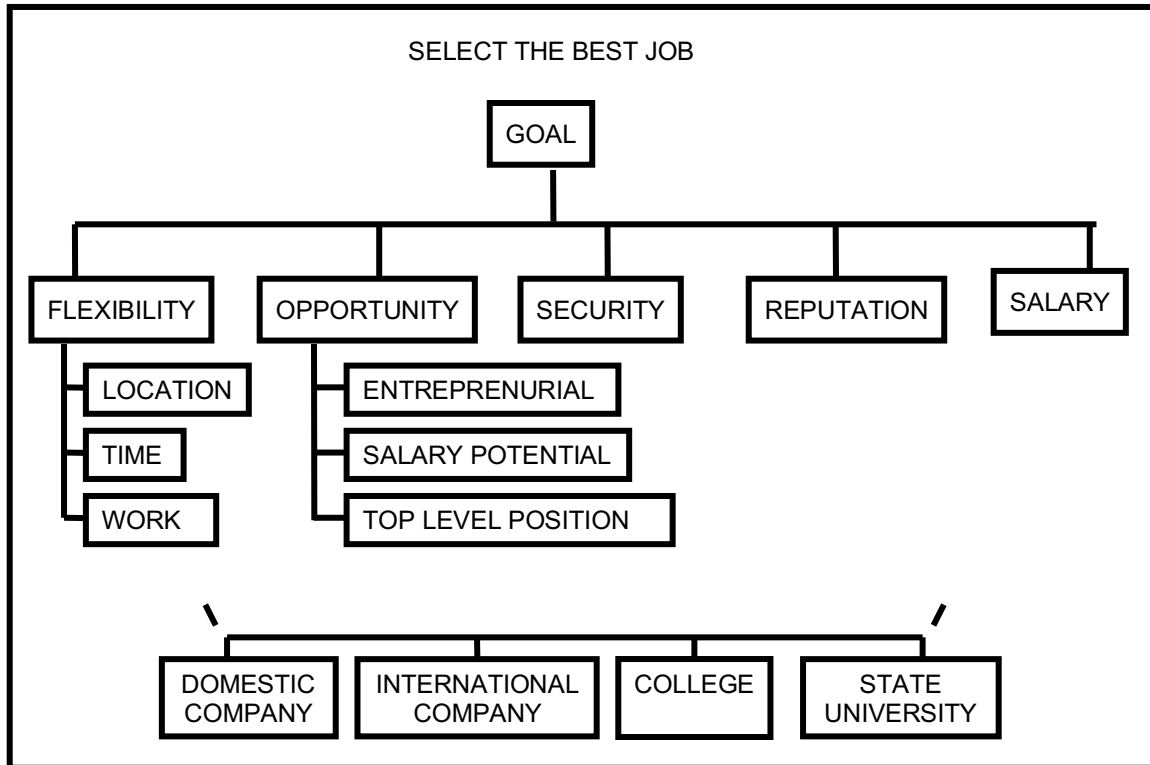 SELECT THE BEST JOB
GOAL
FLEXIBILITY
OPPORTUNITY
SECURITY
REPUTATION
SALARY
LOCATION
TIME
WORK
ENTREPRENURIAL
SALARY POTENTIAL
TOP LEVEL POSITION
DOMESTIC
COMPANY
INTERNATIONAL
COMPANY
COLLEGE
STATE
UNIVERSITY